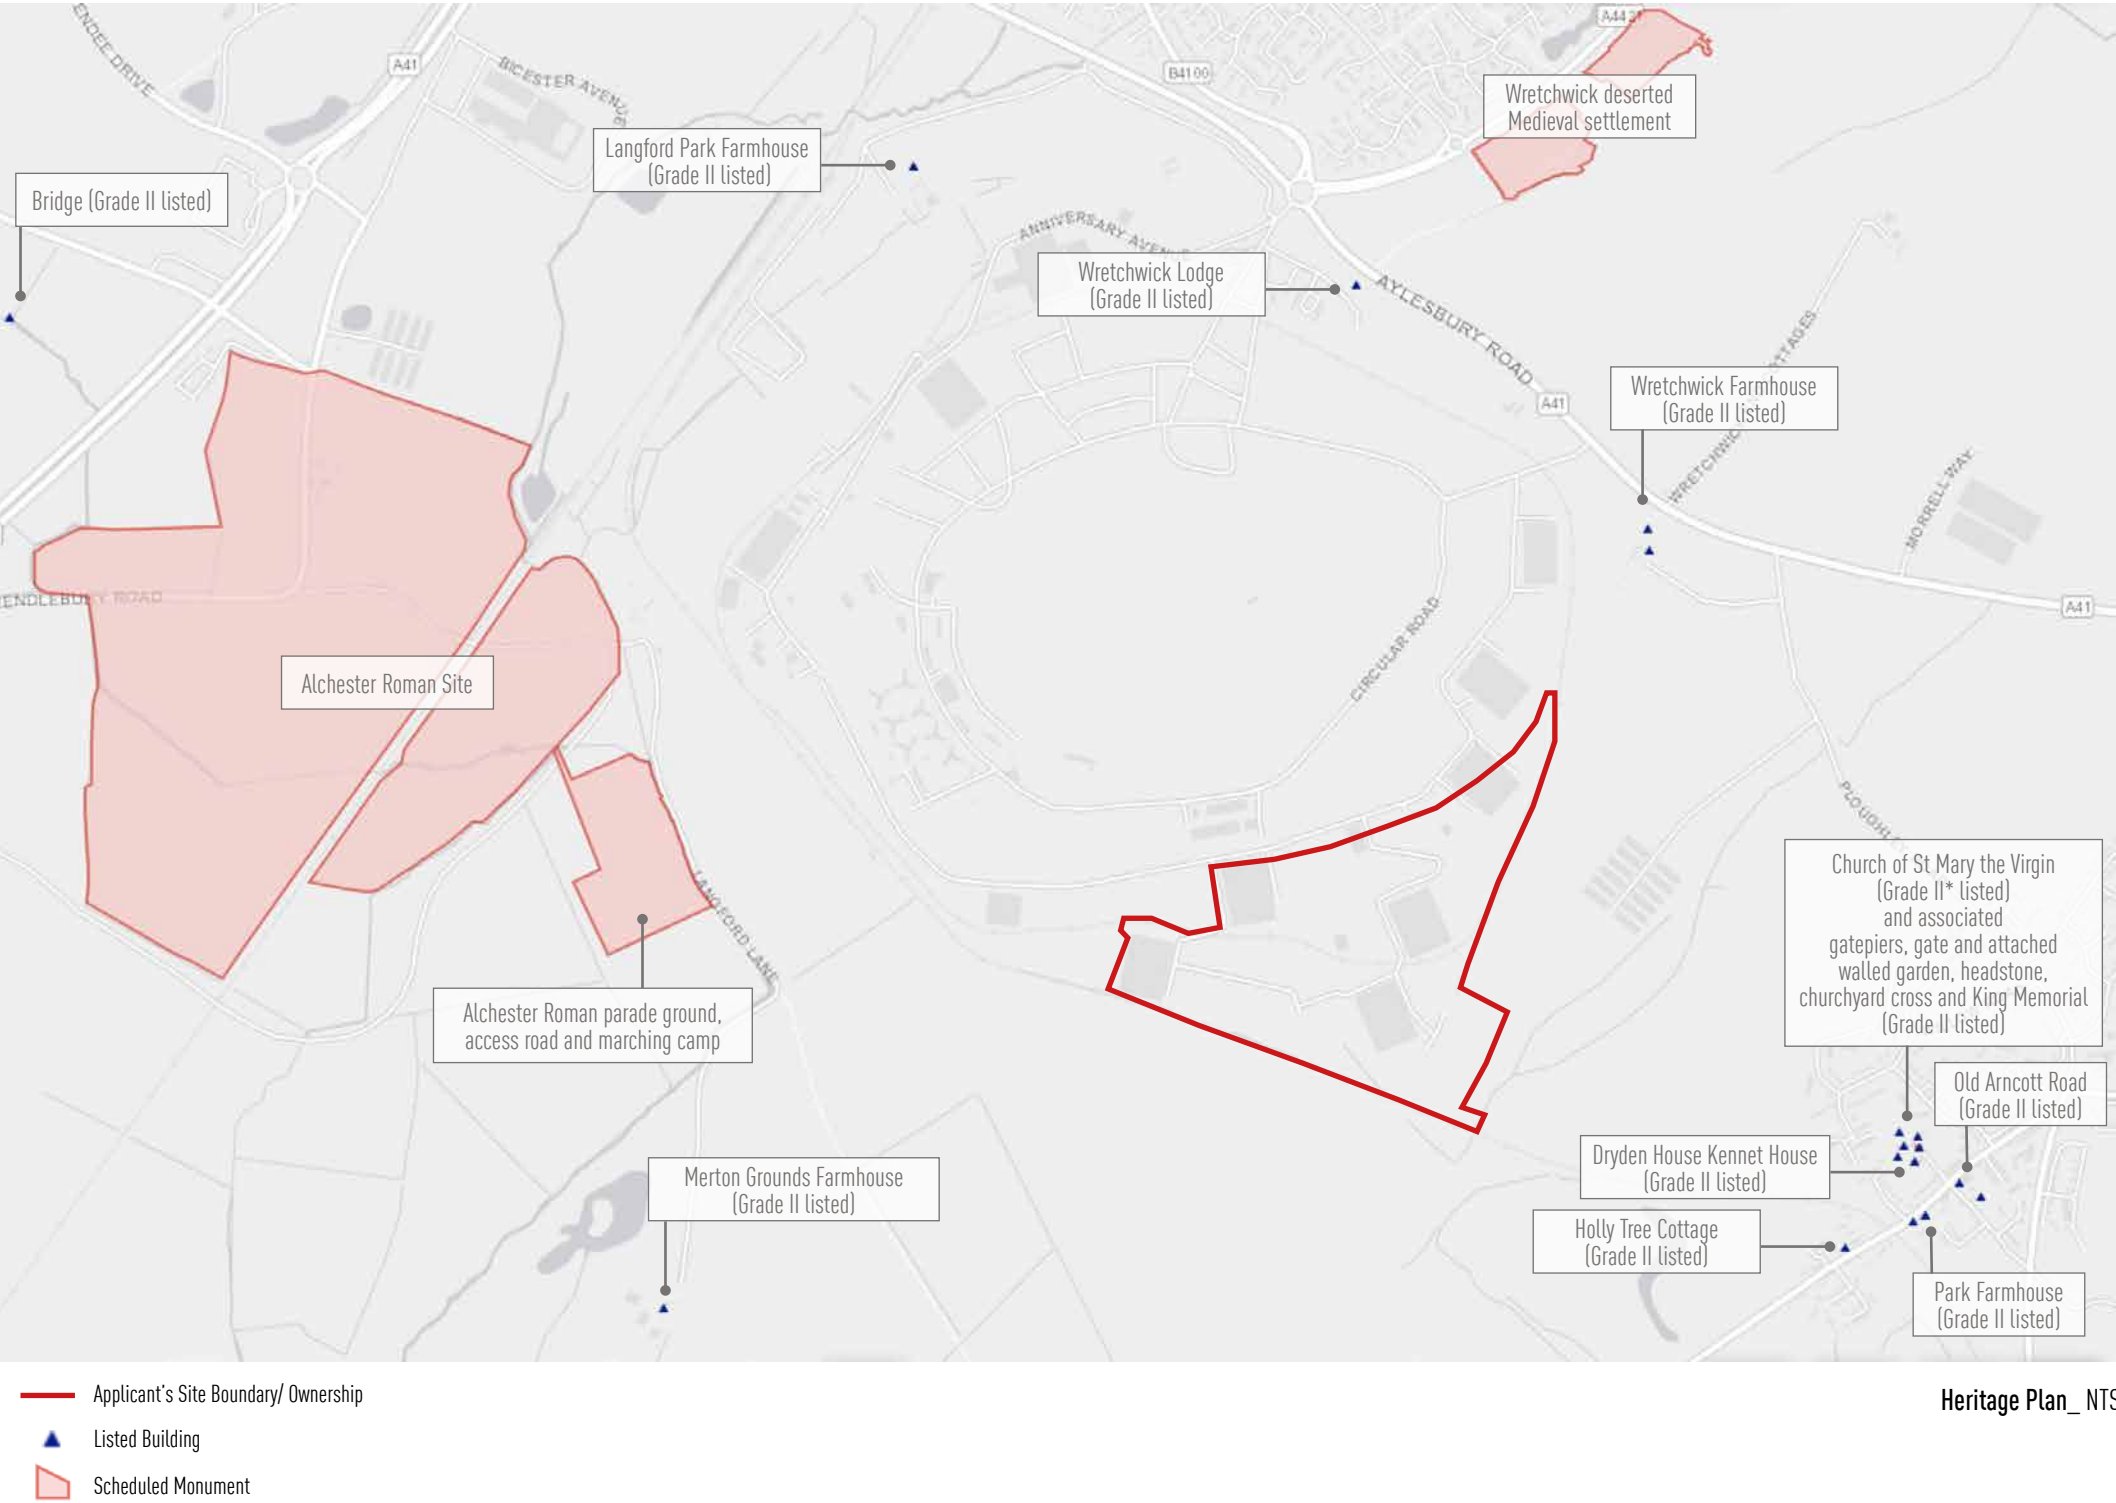 A41
BICESTER AVENUE
B4100
A4421
Wretchwick deserted
Medieval settlement
Langford Park Farmhouse
(Grade II listed)
Bridge (Grade II listed)
ANNIVERSARY AVENUE
Wretchwick Lodge
(Grade II listed)
AYLESBURY ROAD
A41
Wretchwick Farmhouse
(Grade II listed)
MORRELL WAY
A41
CIRCULAR ROAD
Alchester Roman Site
LANGFORD LANE
Alchester Roman parade ground,
access road and marching camp
Church of St Mary the Virgin
(Grade II* listed)
and associated
gatepiers, gate and attached
walled garden, headstone,
churchyard cross and King Memorial
(Grade II listed)
Old Arncott Road
(Grade II listed)
Dryden House Kennet House
(Grade II listed)
Merton Grounds Farmhouse
(Grade II listed)
Holly Tree Cottage
(Grade II listed)
Park Farmhouse
(Grade II listed)
Applicant's Site Boundary/ Ownership
Listed Building
Scheduled Monument
Heritage Plan_ NTS